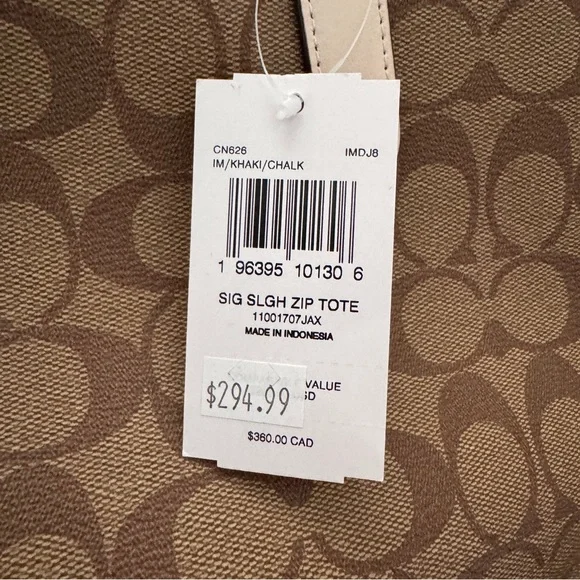 CN626 IMDJ8
IM/KHAKI/CHALK
1 96395 10130 6
SIG SLGH ZIP TOTE
11001707JAX
MADE IN INDONESIA
VALUE
$294.99
$360.00 CAD